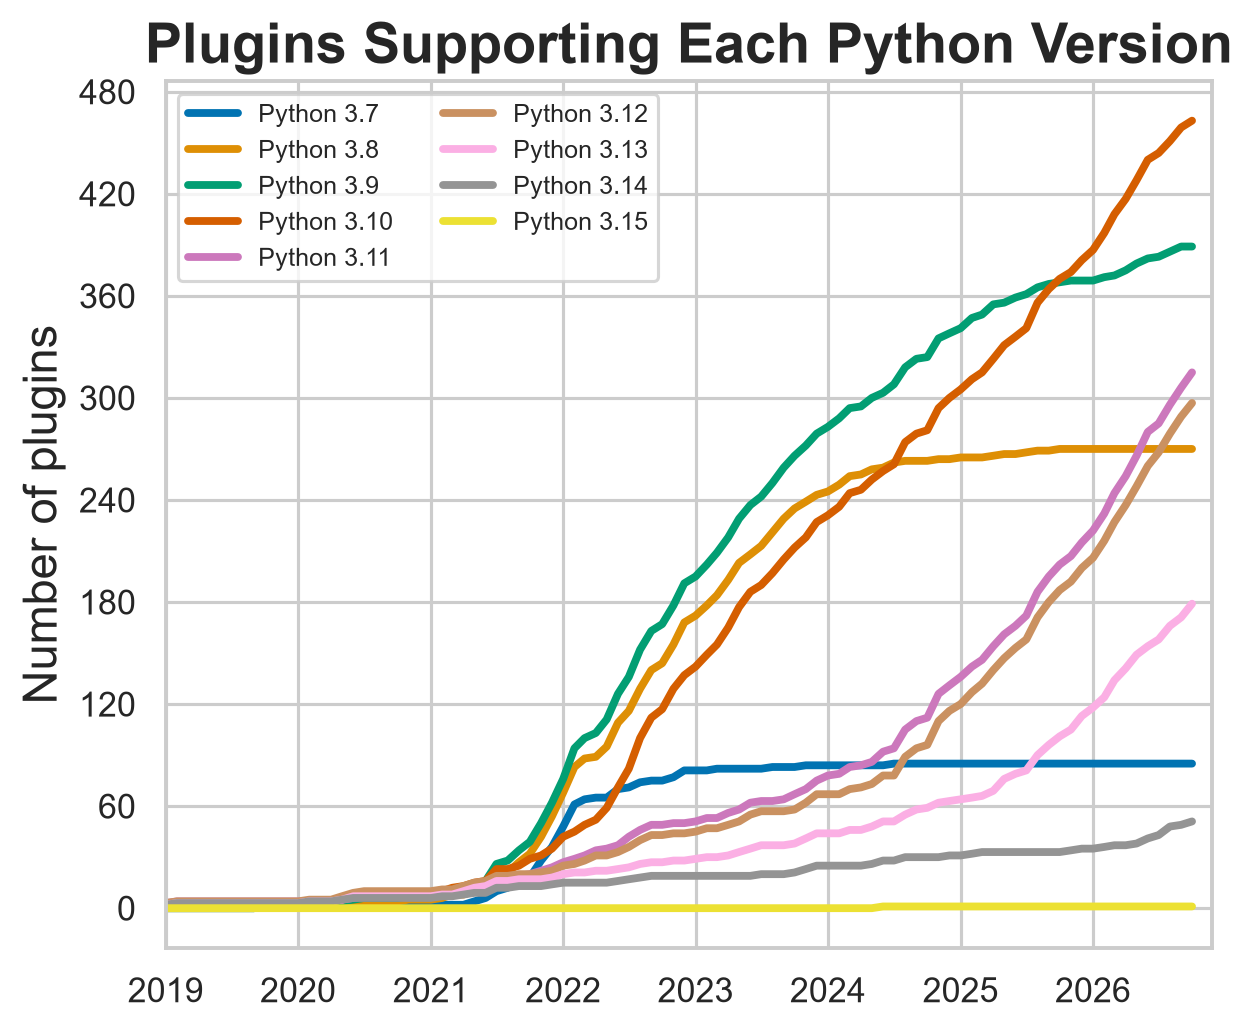 Plugins Supporting Each Python Version
480
420
360
300
240
180
120
60
0
Number of plugins
Python 3.7
Python 3.8
Python 3.9
Python 3.10
Python 3.11
Python 3.12
Python 3.13
Python 3.14
Python 3.15
2019 2020 2021 2022 2023 2024 2025 2026